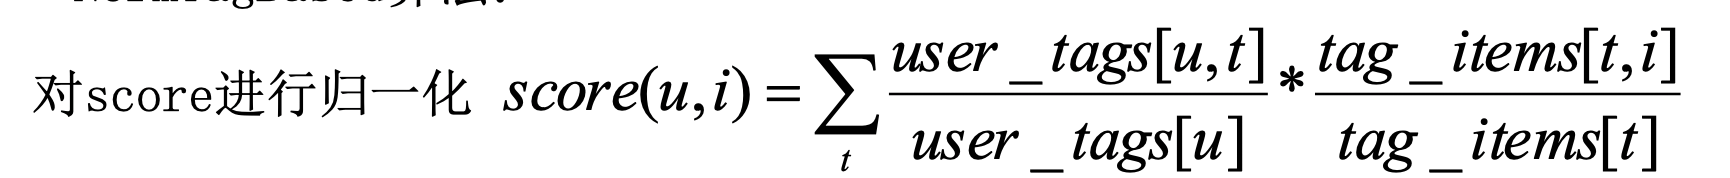 对score进行归一化 score(u,i) = ∑_t user_tags[u,t] / user_tags[u] * tag_items[t,i] / tag_items[t]